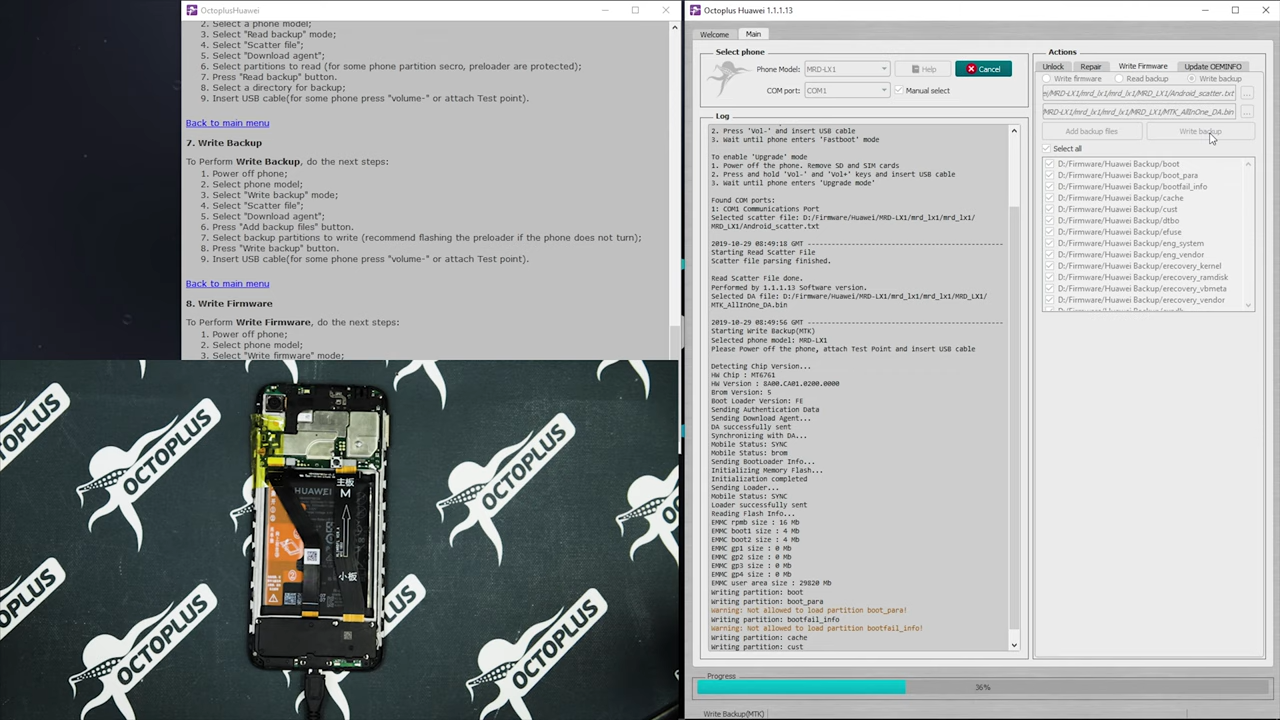 OctoplusHuawei
2. Select a phone model;
3. Select "Read backup" mode;
4. Select "Scatter file";
5. Select "Download agent";
6. Select partitions to read (for some phone partition secro, preloader are protected);
7. Press "Read backup" button.
8. Select a directory for backup;
9. Insert USB cable(for some phone press "volume-" or attach Test point).
Back to main menu
7. Write Backup
To Perform Write Backup, do the next steps:
1. Power off phone;
2. Select phone model;
3. Select "Write backup" mode;
4. Select "Scatter file";
5. Select "Download agent";
6. Press "Add backup files" button;
7. Select backup partitions to write (recommend flashing the preloader if the phone does not turn);
8. Press "Write backup" button.
9. Insert USB cable(for some phone press "volume-" or attach Test point).
Back to main menu
8. Write Firmware
To Perform Write Firmware, do the next steps:
1. Power off phone;
2. Select phone model;
3. Select "Write firmware" mode;
OCTOPLUS
OCTOPLUS
OCTOPLUS
OCTOPLUS
OCTOPLUS
OCTOPLUS
主板
M
HUAWEI
小板
Octoplus Huawei 1.1.1.13
Welcome
Main
Select phone
Phone Model:
MRD-LX1
Help
Cancel
COM port:
COM1
Manual select
Log
2. Press 'Vol-' and insert USB cable
3. Wait until phone enters 'Fastboot' mode
To enable 'Upgrade' mode
1. Power off the phone. Remove SD and SIM cards
2. Press and hold 'Vol-' and 'Vol+' keys and insert USB cable
3. Wait until phone enters 'Upgrade mode'
Found COM ports:
1: COM1 Communications Port
Selected scatter file: D:/Firmware/Huawei/MRD-LX1/mrd_lx1/mrd_lx1/
MRD_LX1/Android_scatter.txt
2019-10-29 08:49:18 GMT ---------------------------------------------
Starting Read Scatter File
Scatter file parsing finished.
Read Scatter File done.
Performed by 1.1.1.13 Software version.
Selected DA file: D:/Firmware/Huawei/MRD-LX1/mrd_lx1/mrd_lx1/MRD_LX1/
MTK_AllInOne_DA.bin
2019-10-29 08:49:56 GMT ---------------------------------------------
Starting Write Backup(MTK)
Selected phone model: MRD-LX1
Please Power off the phone, attach Test Point and insert USB cable
Detecting Chip Version...
HW Chip : MT6761
HW Version : 8A00.CA01.0200.0000
Brom Version: 5
Boot Loader Version: FE
Sending Authentication Data
Sending Download Agent...
DA successfully sent
Synchronizing with DA...
Mobile Status: SYNC
Mobile status: brom
Sending BootLoader Info...
Initializing Memory Flash...
Initialization completed
Sending Loader...
Mobile Status: SYNC
Loader successfully sent
Reading Flash Info...
EMMC rpmb size : 16 Mb
EMMC boot1 size : 4 Mb
EMMC boot2 size : 4 Mb
EMMC gp1 size : 0 Mb
EMMC gp2 size : 0 Mb
EMMC gp3 size : 0 Mb
EMMC gp4 size : 0 Mb
EMMC user area size : 29820 Mb
Writing partition: boot
Writing partition: boot_para
Warning: Not allowed to load partition boot_para!
Writing partition: bootfail_info
Warning: Not allowed to load partition bootfail_info!
Writing partition: cache
Writing partition: cust
Actions
Unlock
Repair
Write Firmware
Update OEMINFO
Write firmware
Read backup
Write backup
ei/MRD-LX1/mrd_lx1/mrd_lx1/MRD_LX1/Android_scatter.txt
...
MRD-LX1/mrd_lx1/mrd_lx1/MRD_LX1/MTK_AllInOne_DA.bin
...
Add backup files
Write backup
Select all
D:/Firmware/Huawei Backup/boot
D:/Firmware/Huawei Backup/boot_para
D:/Firmware/Huawei Backup/bootfail_info
D:/Firmware/Huawei Backup/cache
D:/Firmware/Huawei Backup/cust
D:/Firmware/Huawei Backup/dtbo
D:/Firmware/Huawei Backup/efuse
D:/Firmware/Huawei Backup/eng_system
D:/Firmware/Huawei Backup/eng_vendor
D:/Firmware/Huawei Backup/erecovery_kernel
D:/Firmware/Huawei Backup/erecovery_ramdisk
D:/Firmware/Huawei Backup/erecovery_vbmeta
D:/Firmware/Huawei Backup/erecovery_vendor
Progress
36%
Write Backup(MTK)